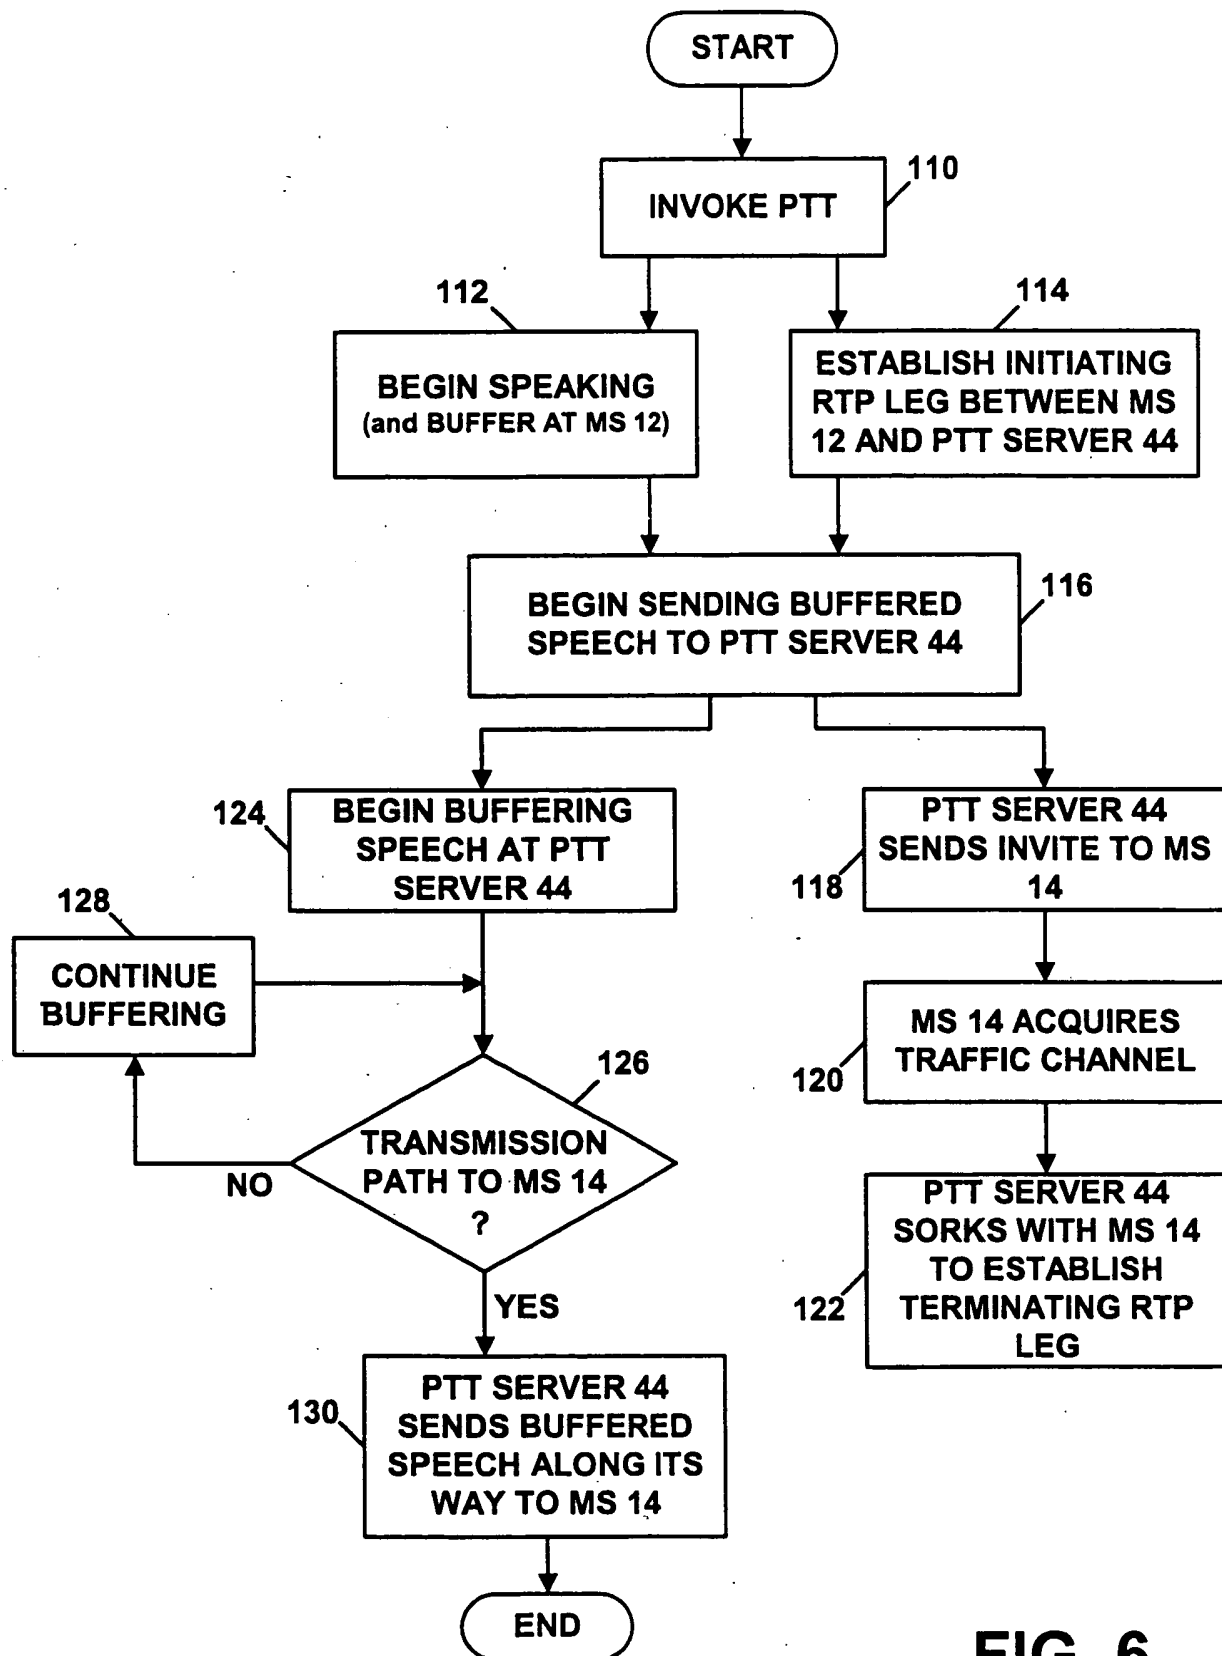 START
110
INVOKE PTT
112
114
BEGIN SPEAKING
(and BUFFER AT MS 12)
ESTABLISH INITIATING
RTP LEG BETWEEN MS
12 AND PTT SERVER 44
116
BEGIN SENDING BUFFERED
SPEECH TO PTT SERVER 44
124
BEGIN BUFFERING
SPEECH AT PTT
SERVER 44
118
PTT SERVER 44
SENDS INVITE TO MS
14
128
CONTINUE
BUFFERING
120
MS 14 ACQUIRES
TRAFFIC CHANNEL
126
TRANSMISSION
PATH TO MS 14
?
NO
YES
122
PTT SERVER 44
SORKS WITH MS 14
TO ESTABLISH
TERMINATING RTP
LEG
130
PTT SERVER 44
SENDS BUFFERED
SPEECH ALONG ITS
WAY TO MS 14
END
FIG. 6